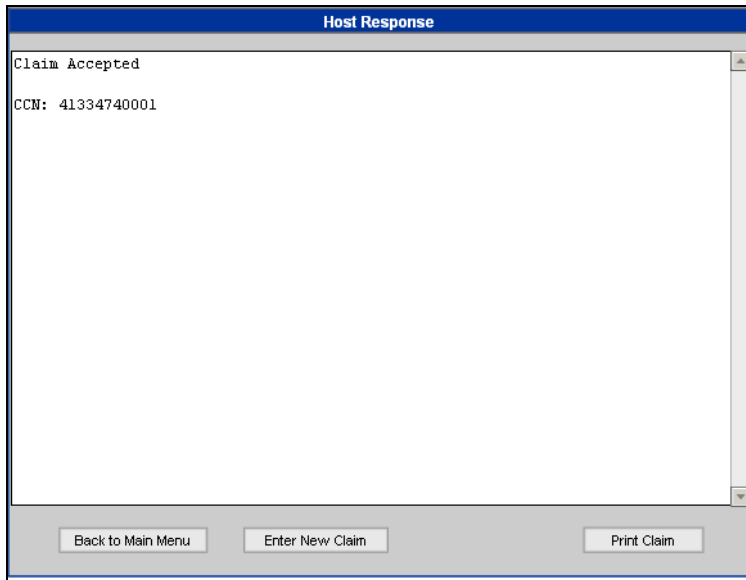 Host Response
Claim Accepted
CCN: 41334740001
Back to Main Menu
Enter New Claim
Print Claim